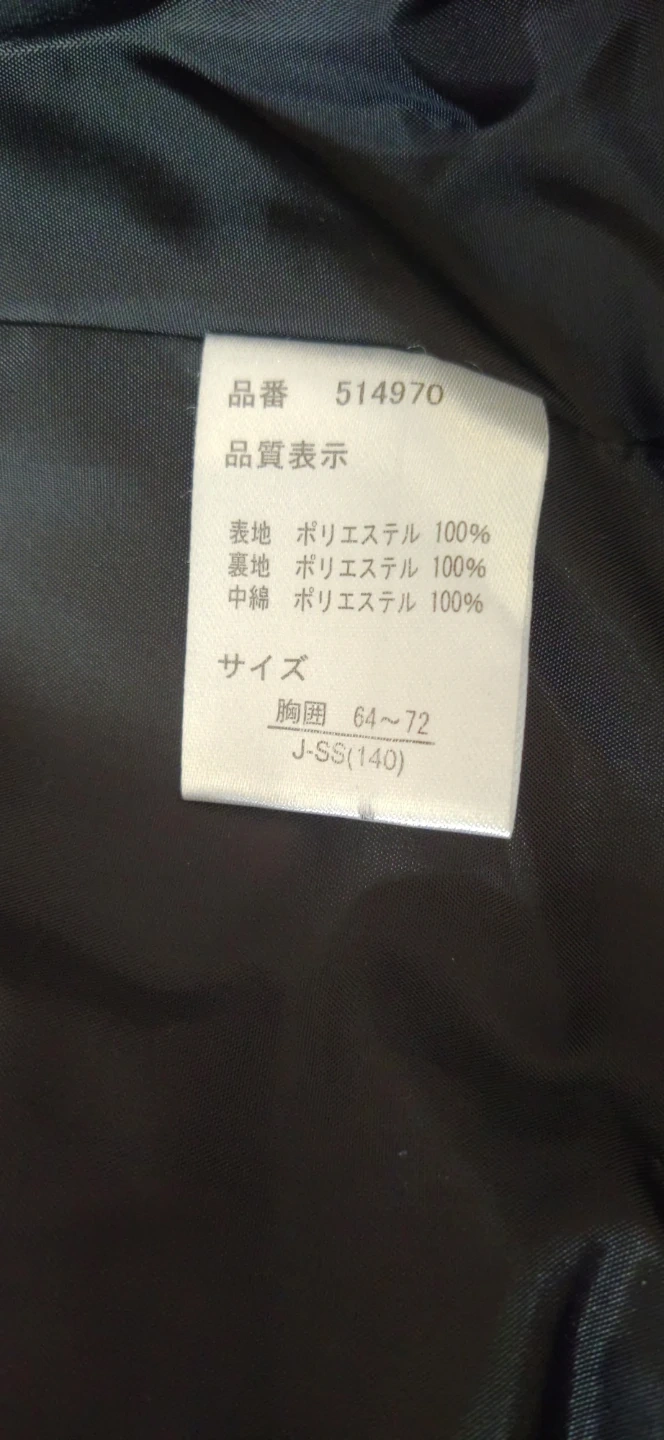 品番 514970
品質表示
表地 ポリエステル 100%
裏地 ポリエステル 100%
中綿 ポリエステル 100%
サイズ
胸囲 64～72
J-SS(140)